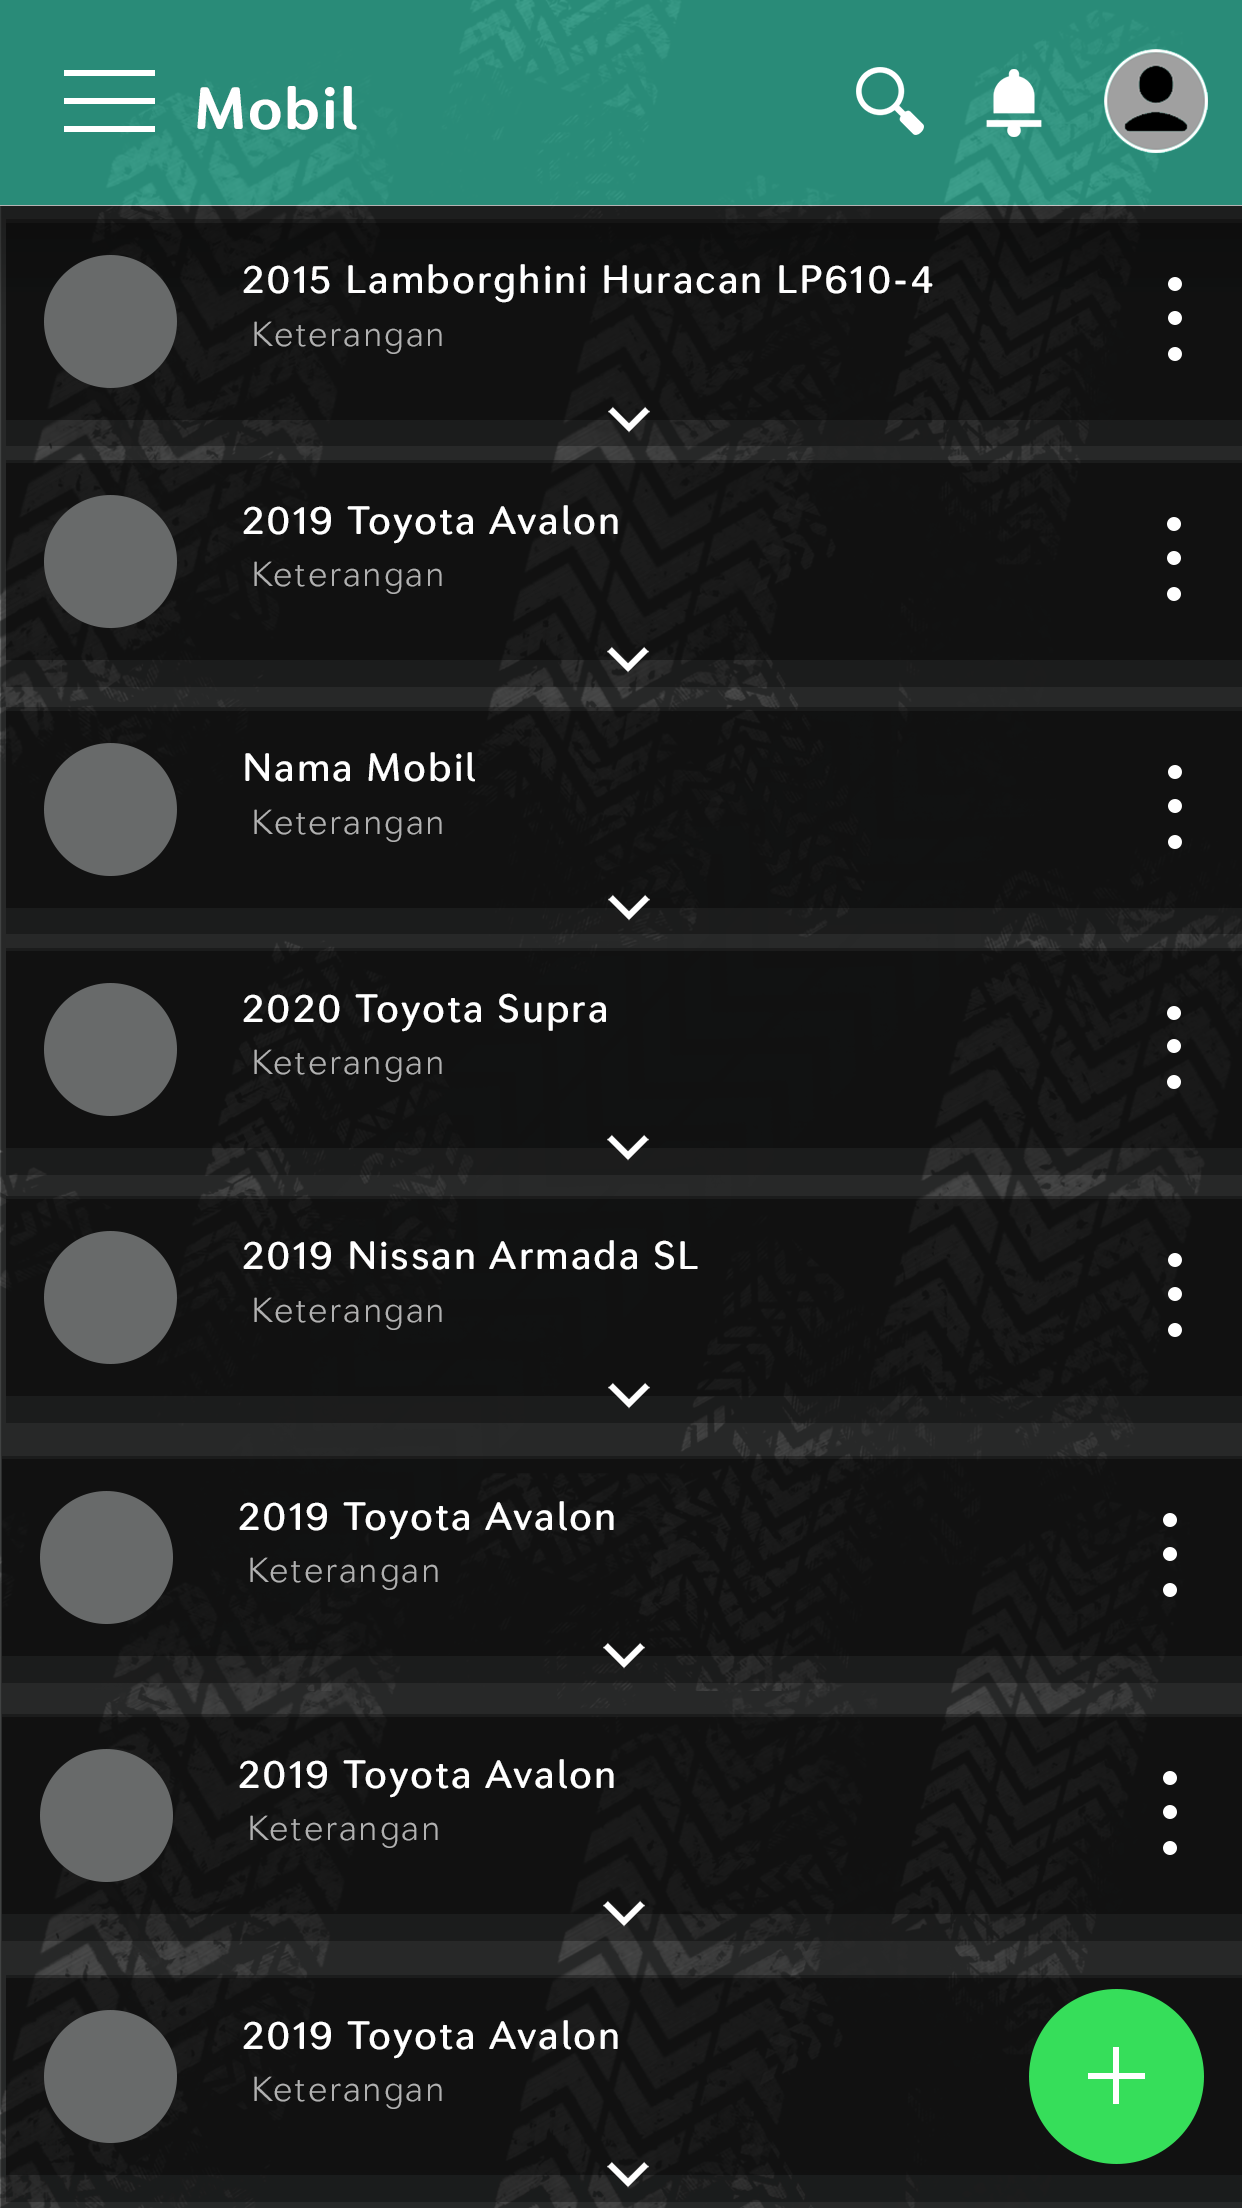 Mobil
2015 Lamborghini Huracan LP610-4
Keterangan
2019 Toyota Avalon
Keterangan
Nama Mobil
Keterangan
2020 Toyota Supra
Keterangan
2019 Nissan Armada SL
Keterangan
2019 Toyota Avalon
Keterangan
2019 Toyota Avalon
Keterangan
2019 Toyota Avalon
Keterangan